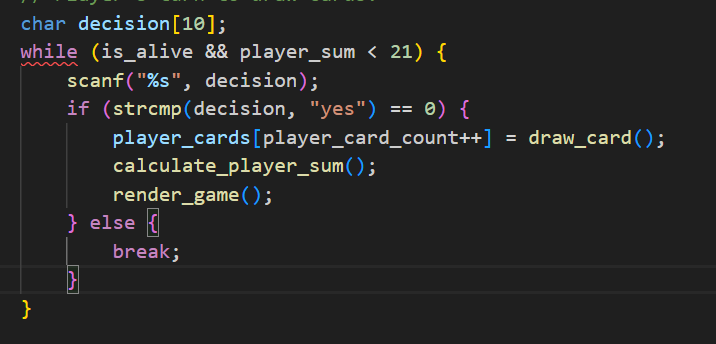 char decision[10];
while (is_alive && player_sum < 21) {
    scanf("%s", decision);
    if (strcmp(decision, "yes") == 0) {
        player_cards[player_card_count++] = draw_card();
        calculate_player_sum();
        render_game();
    } else {
        break;
    }
}